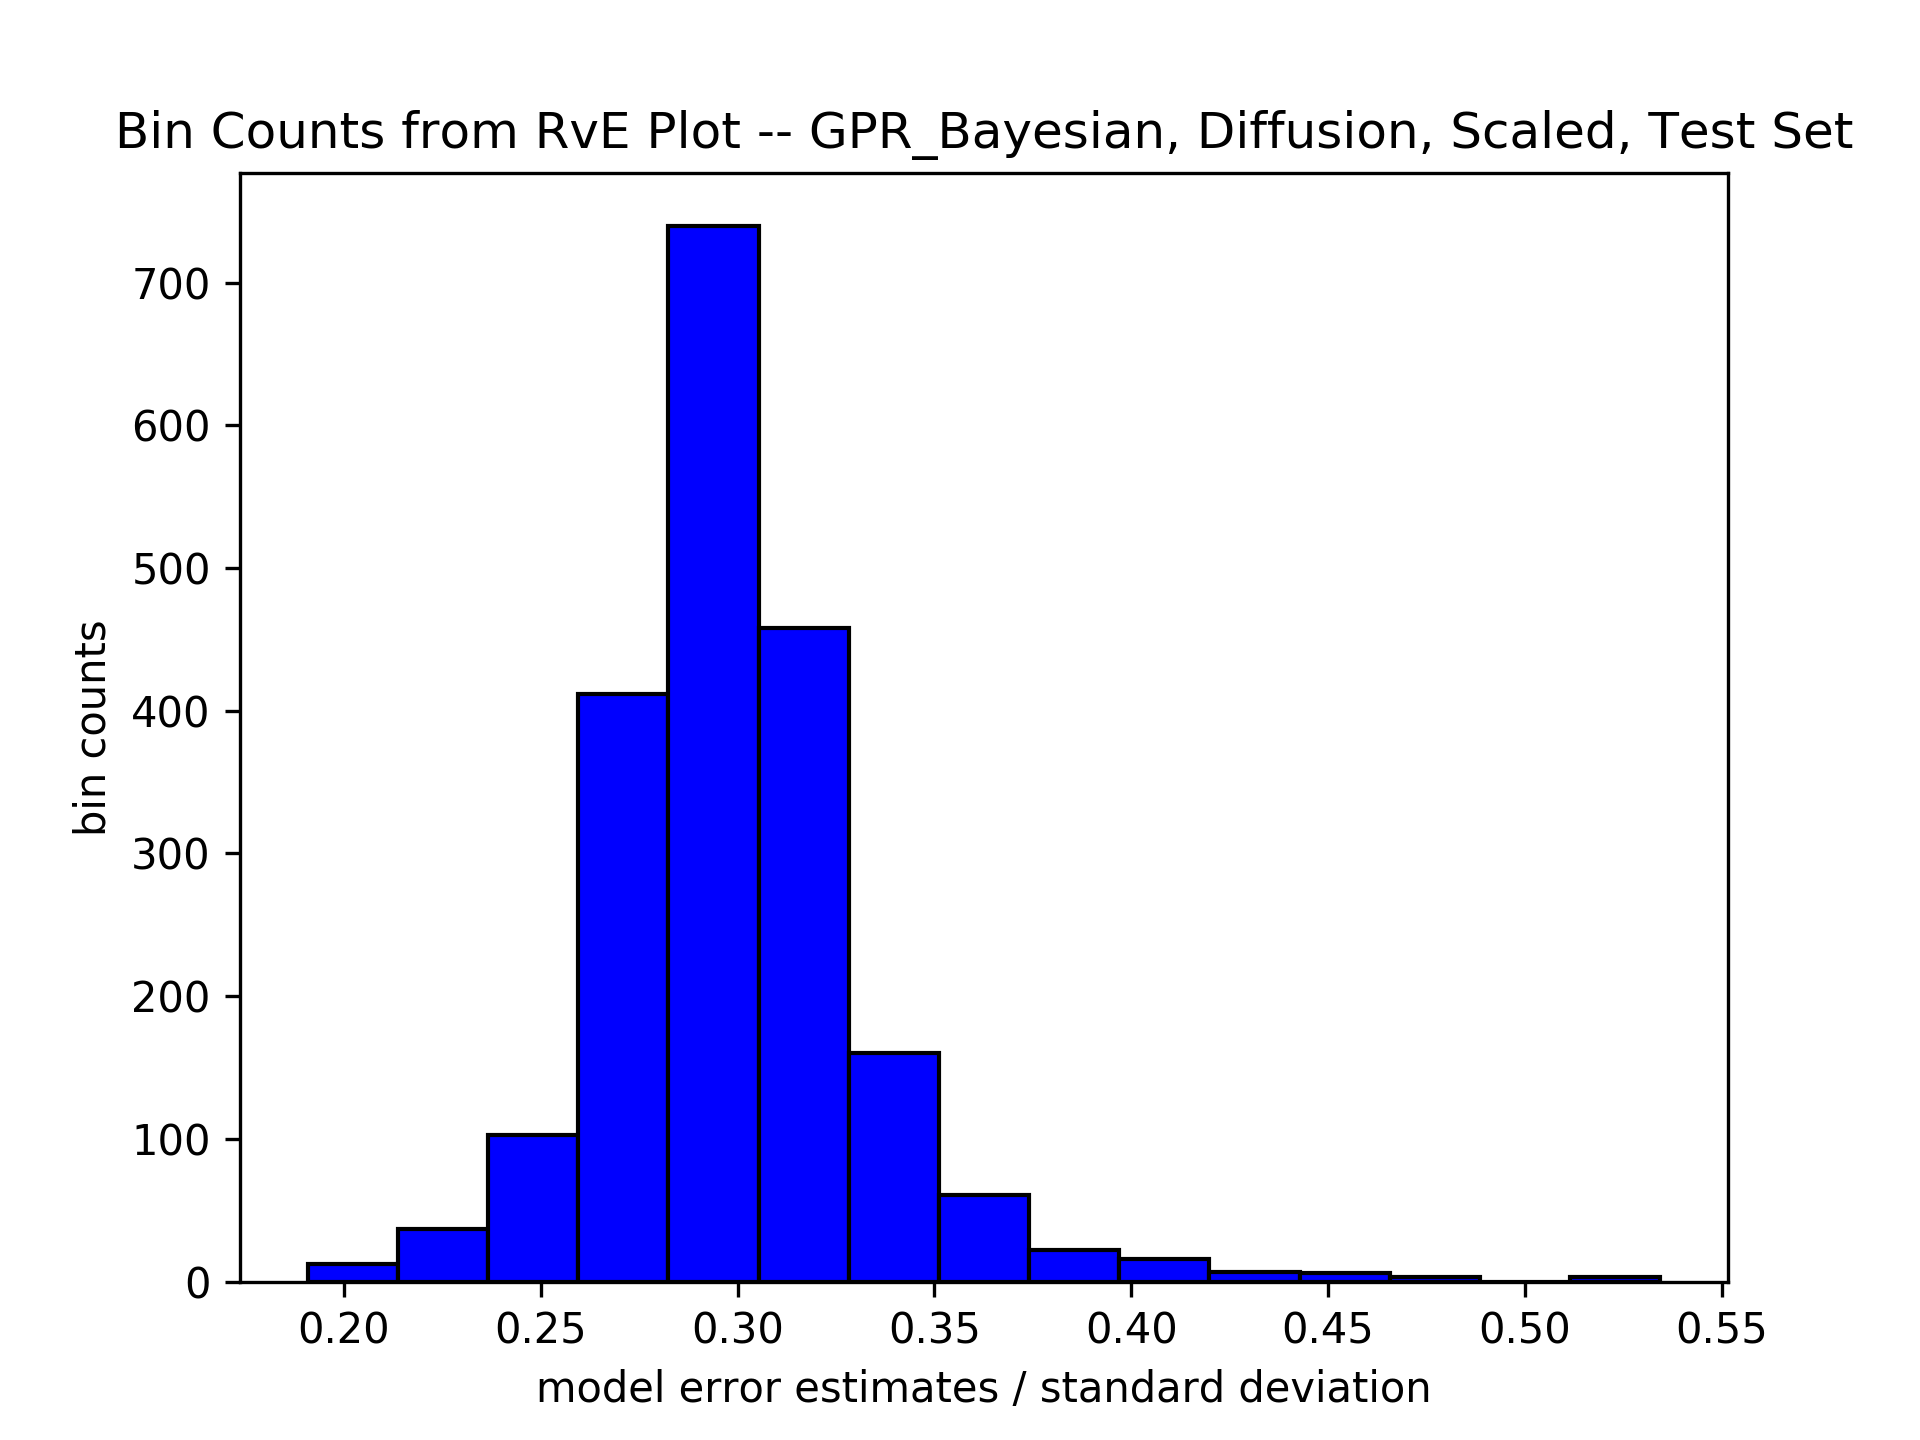 Bin Counts from RvE Plot -- GPR_Bayesian, Diffusion, Scaled, Test Set
700
600
500
400
300
200
100
0
bin counts
0.20 0.25 0.30 0.35 0.40 0.45 0.50 0.55
model error estimates / standard deviation